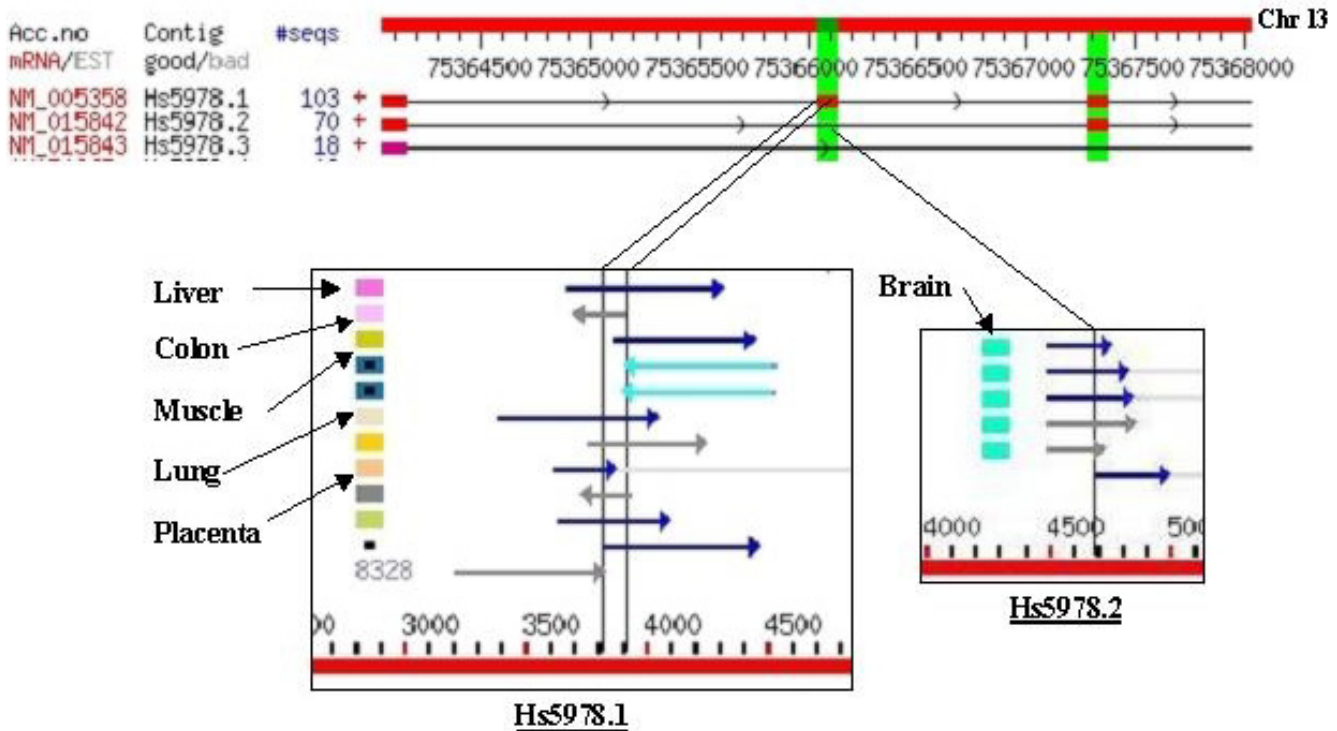 Chr 13
Acc.no Contig #seqs
mRNA/EST good/bad
75364500 75365000 75365500 75366000 75366500 75367000 75367500 75368000
NM_005358 Hs5978.1 103 +
NM_015842 Hs5978.2 70 +
NM_015843 Hs5978.3 18 +
Liver
Colon
Muscle
Lung
Placenta
8328
00 3000 3500 4000 4500
Hs5978.1
Brain
4000 4500 500
Hs5978.2